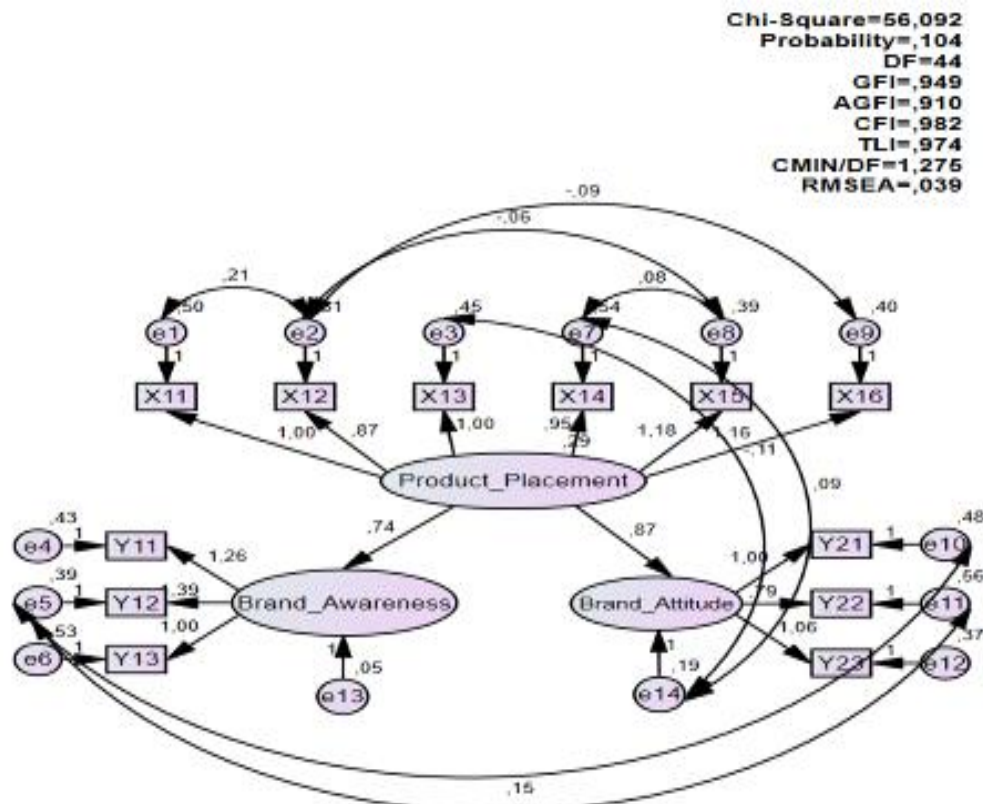 Chi-Square=56,092
Probability=,104
DF=44
GFI=,949
AGFI=,910
CFI=,982
TLI=,974
CMIN/DF=1,275
RMSEA=,039
-,09
-,06
,21
,08
,50
,45
,54
,39
,40
e1
e2
e3
e7
e8
e9
1
1
1
1
1
1
X11
X12
X13
X14
X15
X16
1,00
,87
1,00
,95
,29
1,18
-,11
Product_Placement
,09
,74
,87
,43
e4
1
Y11
1,26
,39
e5
1
Y12
1,39
,53
e6
1
Y13
1,00
Brand_Awareness
Brand_Attitude
1,00
Y21
1
e10
,48
,79
Y22
1
e11
,56
1,06
Y23
1
e12
,37
1
,05
e13
1
,19
e14
,15